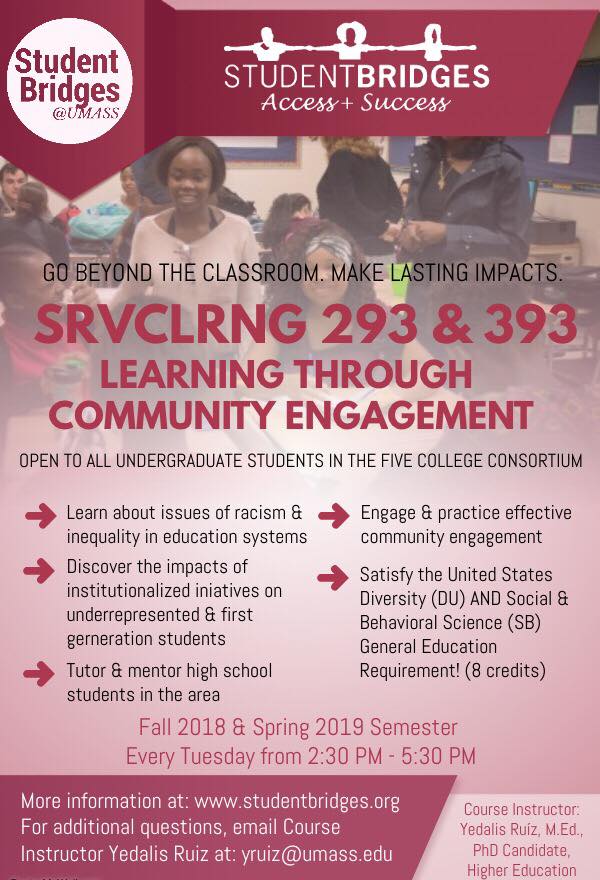 Student
Bridges
@UMASS
STUDENTBRIDGES
Access + Success
GO BEYOND THE CLASSROOM. MAKE LASTING IMPACTS.
SRVCLRNG 293 & 393
LEARNING THROUGH
COMMUNITY ENGAGEMENT
OPEN TO ALL UNDERGRADUATE STUDENTS IN THE FIVE COLLEGE CONSORTIUM
Learn about issues of racism &
inequality in education systems
Discover the impacts of
institutionalized iniatives on
underrepresented & first
gerneration students
Tutor & mentor high school
students in the area
Engage & practice effective
community engagement
Satisfy the United States
Diversity (DU) AND Social &
Behavioral Science (SB)
General Education
Requirement! (8 credits)
Fall 2018 & Spring 2019 Semester
Every Tuesday from 2:30 PM - 5:30 PM
More information at: www.studentbridges.org
For additional questions, email Course
Instructor Yedalis Ruiz at: yruiz@umass.edu
Course Instructor:
Yedalis Ruíz, M.Ed.,
PhD Candidate,
Higher Education